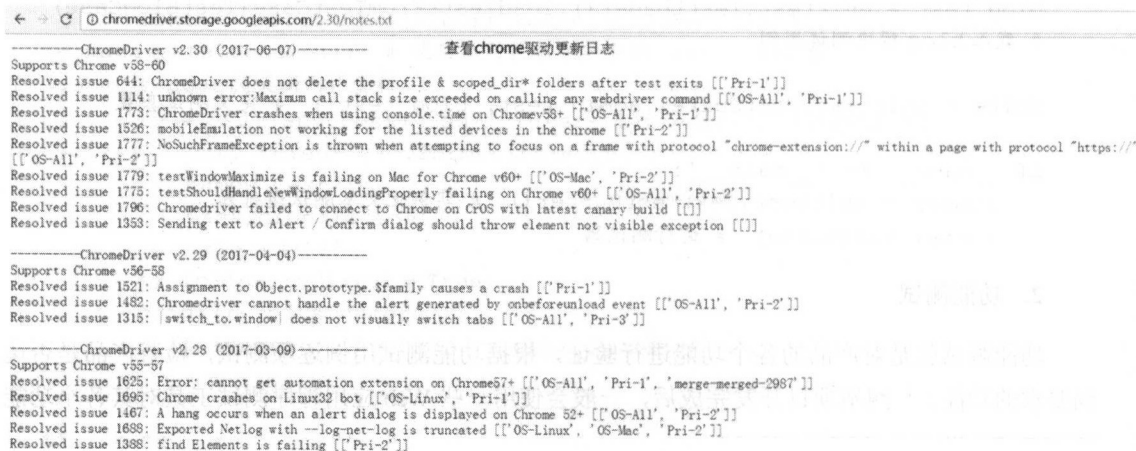 chromedriver.storage.googleapis.com/2.30/notes.txt
----------ChromeDriver v2.30 (2017-06-07)---------- 查看chrome驱动更新日志
Supports Chrome v58-60
Resolved issue 644: ChromeDriver does not delete the profile & scoped_dir* folders after test exits [['Pri-1']]
Resolved issue 1114: unknown error:Maximum call stack size exceeded on calling any webdriver command [['OS-All', 'Pri-1']]
Resolved issue 1773: ChromeDriver crashes when using console.time on Chromev58+ [['OS-All', 'Pri-1']]
Resolved issue 1526: mobileEmulation not working for the listed devices in the chrome [['Pri-2']]
Resolved issue 1777: NoSuchFrameException is thrown when attempting to focus on a frame with protocol "chrome-extension://" within a page with protocol "https://"
[['OS-All', 'Pri-2']]
Resolved issue 1779: testWindowMaximize is failing on Mac for Chrome v60+ [['OS-Mac', 'Pri-2']]
Resolved issue 1775: testShouldHandleNewWindowLoadingProperly failing on Chrome v60+ [['OS-All', 'Pri-2']]
Resolved issue 1796: Chromedriver failed to connect to Chrome on CrOS with latest canary build [[]]
Resolved issue 1353: Sending text to Alert / Confirm dialog should throw element not visible exception [[]]
----------ChromeDriver v2.29 (2017-04-04)----------
Supports Chrome v56-58
Resolved issue 1521: Assignment to Object.prototype.$family causes a crash [['Pri-1']]
Resolved issue 1482: Chromedriver cannot handle the alert generated by onbeforeunload event [['OS-All', 'Pri-2']]
Resolved issue 1315: |switch_to.window| does not visually switch tabs [['OS-All', 'Pri-3']]
----------ChromeDriver v2.28 (2017-03-09)----------
Supports Chrome v55-57
Resolved issue 1625: Error: cannot get automation extension on Chrome57+ [['OS-All', 'Pri-1', 'merge-merged-2987']]
Resolved issue 1695: Chrome crashes on Linux32 bot [['OS-Linux', 'Pri-1']]
Resolved issue 1467: A hang occurs when an alert dialog is displayed on Chrome 52+ [['OS-All', 'Pri-2']]
Resolved issue 1688: Exported Netlog with --log-net-log is truncated [['OS-Linux', 'OS-Mac', 'Pri-2']]
Resolved issue 1388: find Elements is failing [['Pri-2']]